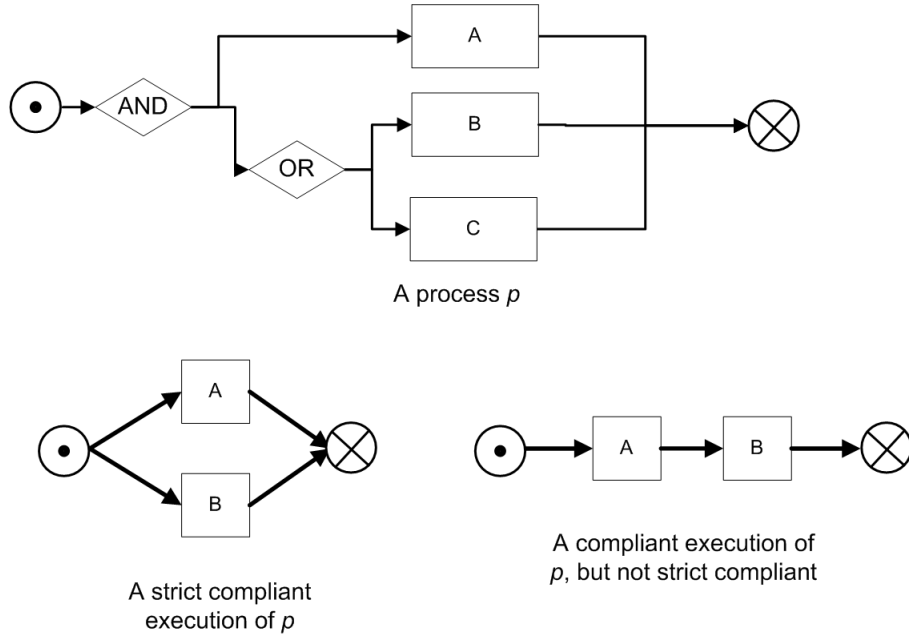 A
AND
B
OR
C
A process p
A
B
A strict compliant
execution of p
A
B
A compliant execution of
p, but not strict compliant